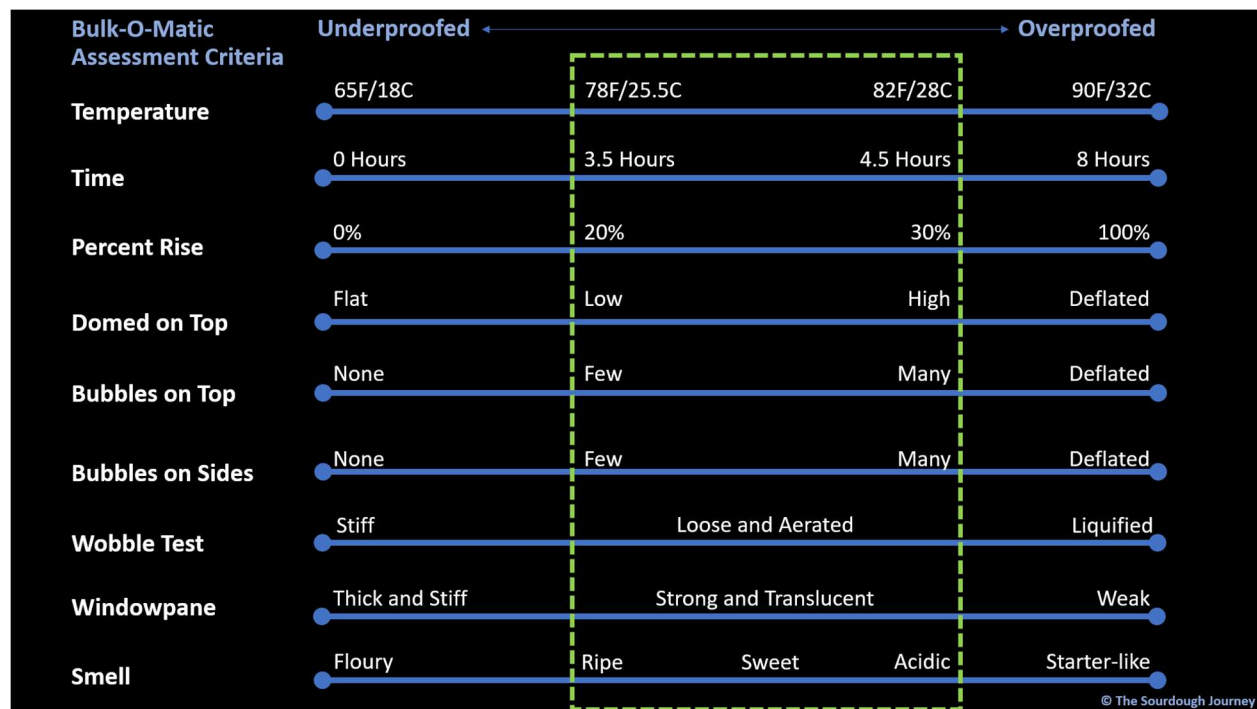 Bulk-O-Matic
Assessment Criteria
Underproofed
Overproofed
Temperature
65F/18C 78F/25.5C 82F/28C 90F/32C
Time
0 Hours 3.5 Hours 4.5 Hours 8 Hours
Percent Rise
0% 20% 30% 100%
Domed on Top
Flat Low High Deflated
Bubbles on Top
None Few Many Deflated
Bubbles on Sides
None Few Many Deflated
Wobble Test
Stiff Loose and Aerated Liquified
Windowpane
Thick and Stiff Strong and Translucent Weak
Smell
Floury Ripe Sweet Acidic Starter-like
© The Sourdough Journey